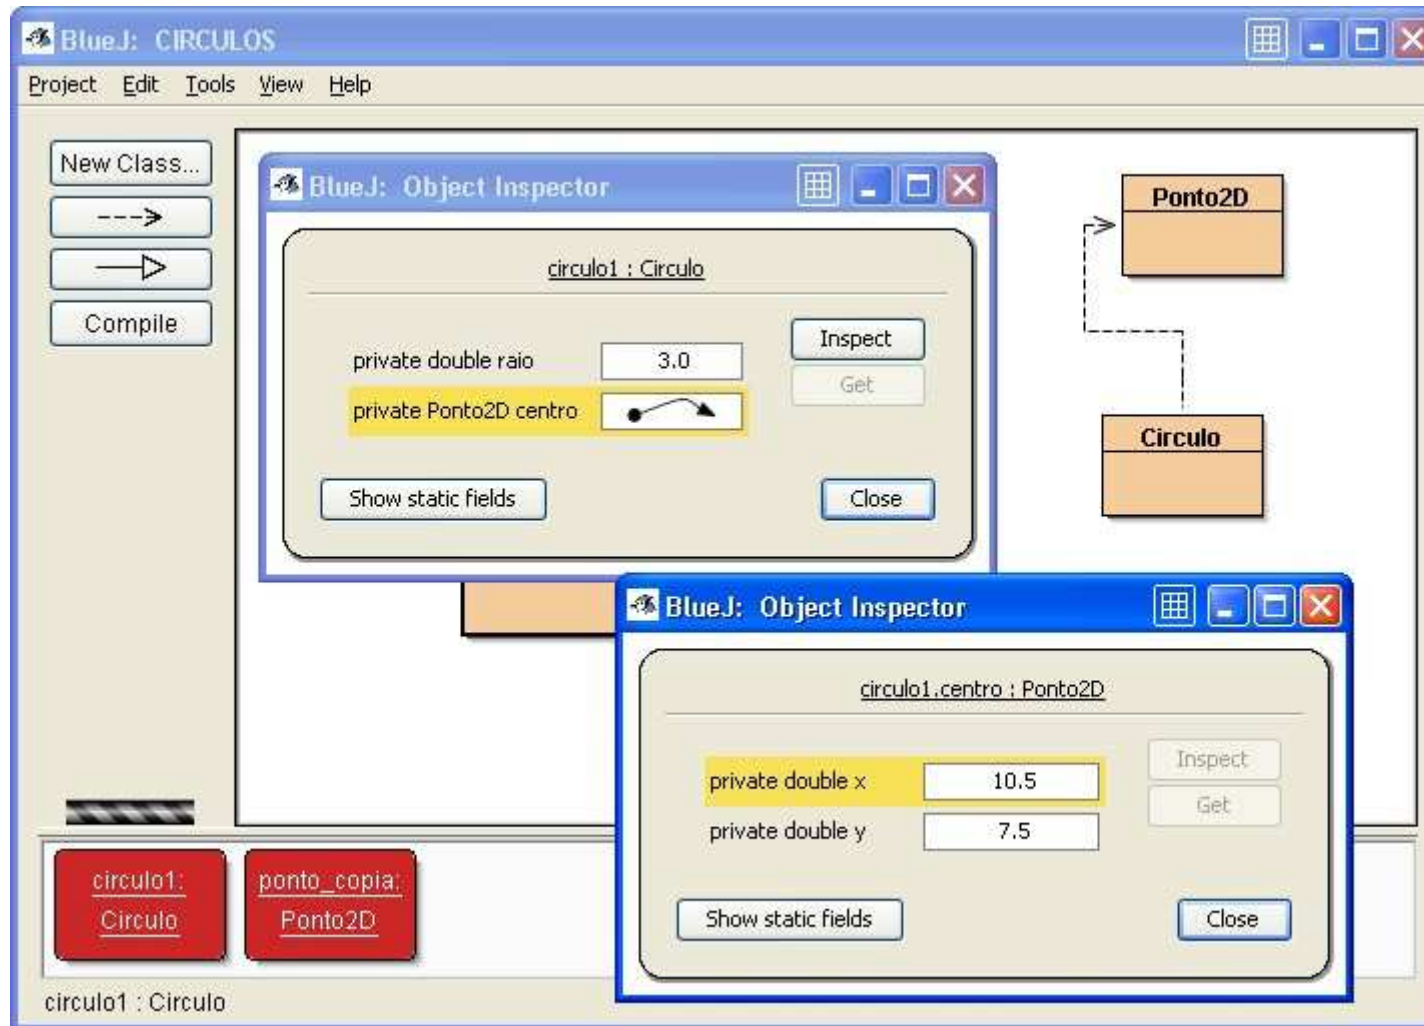 BlueJ: CIRCULOS
Project Edit Tools View Help
New Class...
Compile
BlueJ: Object Inspector
circulo1 : Circulo
private double raio 3.0
private Ponto2D centro
Inspect
Get
Show static fields
Close
Ponto2D
Circulo
BlueJ: Object Inspector
circulo1.centro : Ponto2D
private double x 10.5
private double y 7.5
Inspect
Get
Show static fields
Close
circulo1:
Circulo
ponto_copia:
Ponto2D
circulo1 : Circulo